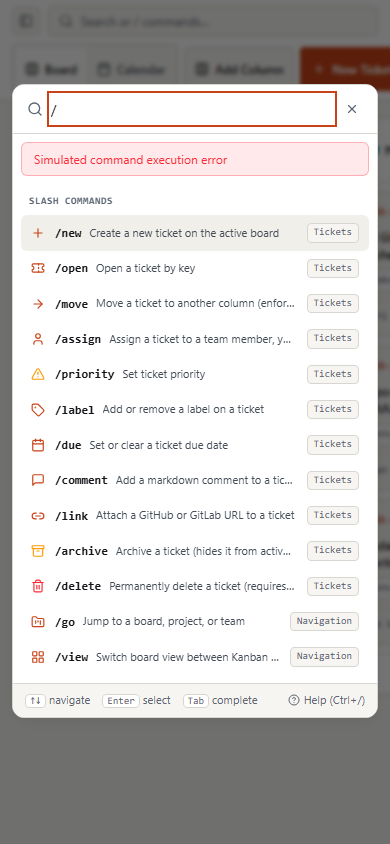 Search or / commands...
Board
Calendar
Add Column
New Ticket
/
Simulated command execution error
SLASH COMMANDS
/new Create a new ticket on the active board Tickets
/open Open a ticket by key Tickets
/move Move a ticket to another column (enfor... Tickets
/assign Assign a ticket to a team member, y... Tickets
/priority Set ticket priority Tickets
/label Add or remove a label on a ticket Tickets
/due Set or clear a ticket due date Tickets
/comment Add a markdown comment to a tic... Tickets
/link Attach a GitHub or GitLab URL to a ticket Tickets
/archive Archive a ticket (hides it from activ... Tickets
/delete Permanently delete a ticket (requires... Tickets
/go Jump to a board, project, or team Navigation
/view Switch board view between Kanban ... Navigation
↑↓ navigate Enter select Tab complete Help (Ctrl+/)